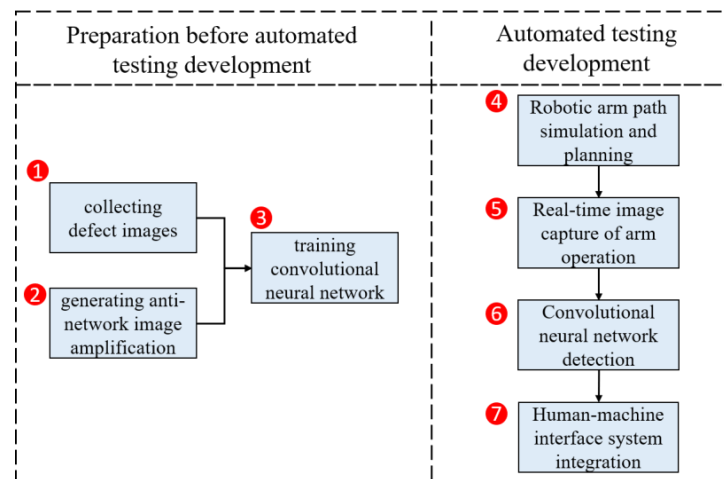 Preparation before automated
testing development
Automated testing
development
1
collecting
defect images
2
generating anti-
network image
amplification
3
training
convolutional
neural network
4
Robotic arm path
simulation and
planning
5
Real-time image
capture of arm
operation
6
Convolutional
neural network
detection
7
Human-machine
interface system
integration